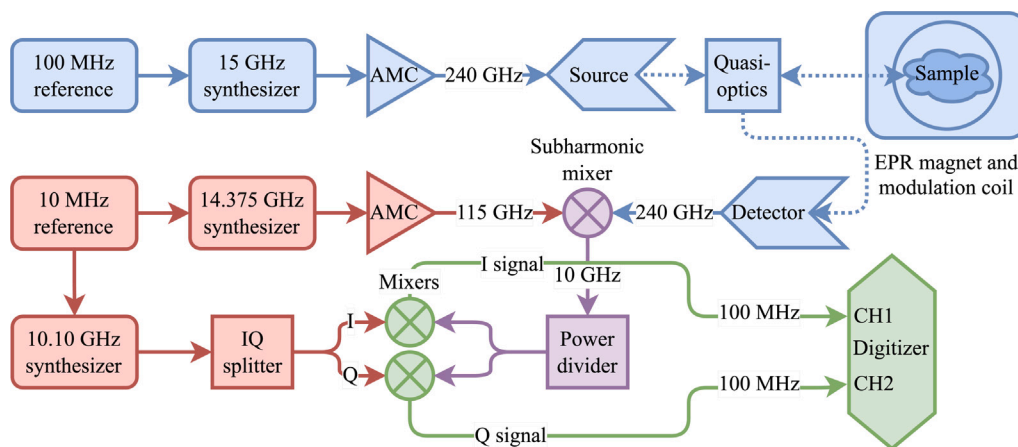 100 MHz
reference
15 GHz
synthesizer
AMC
240 GHz
Source
Quasi-
optics
Sample
EPR magnet and
modulation coil
Subharmonic
mixer
10 MHz
reference
14.375 GHz
synthesizer
AMC
115 GHz
240 GHz
Detector
I signal
10 GHz
Mixers
100 MHz
CH1
Digitizer
CH2
10.10 GHz
synthesizer
IQ
splitter
I
Q
Power
divider
100 MHz
Q signal